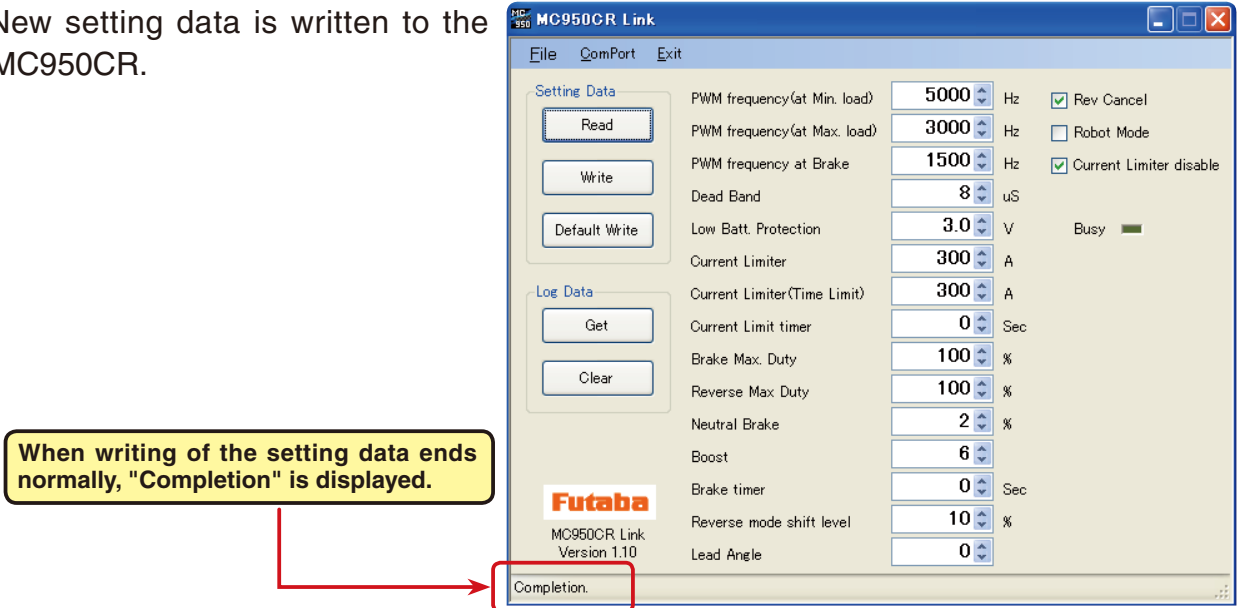 New setting data is written to the
MC950CR.
When writing of the setting data ends
normally, "Completion" is displayed.
MC 950 MC950CR Link
File ComPort Exit
Setting Data
Read
Write
Default Write
Log Data
Get
Clear
Futaba
MC950CR Link
Version 1.10
PWM frequency(at Min. load) 5000 Hz
PWM frequency(at Max. load) 3000 Hz
PWM frequency at Brake 1500 Hz
Dead Band 8 uS
Low Batt. Protection 3.0 V
Current Limiter 300 A
Current Limiter(Time Limit) 300 A
Current Limit timer 0 Sec
Brake Max. Duty 100 %
Reverse Max Duty 100 %
Neutral Brake 2 %
Boost 6
Brake timer 0 Sec
Reverse mode shift level 10 %
Lead Angle 0
Rev Cancel
Robot Mode
Current Limiter disable
Busy
Completion.